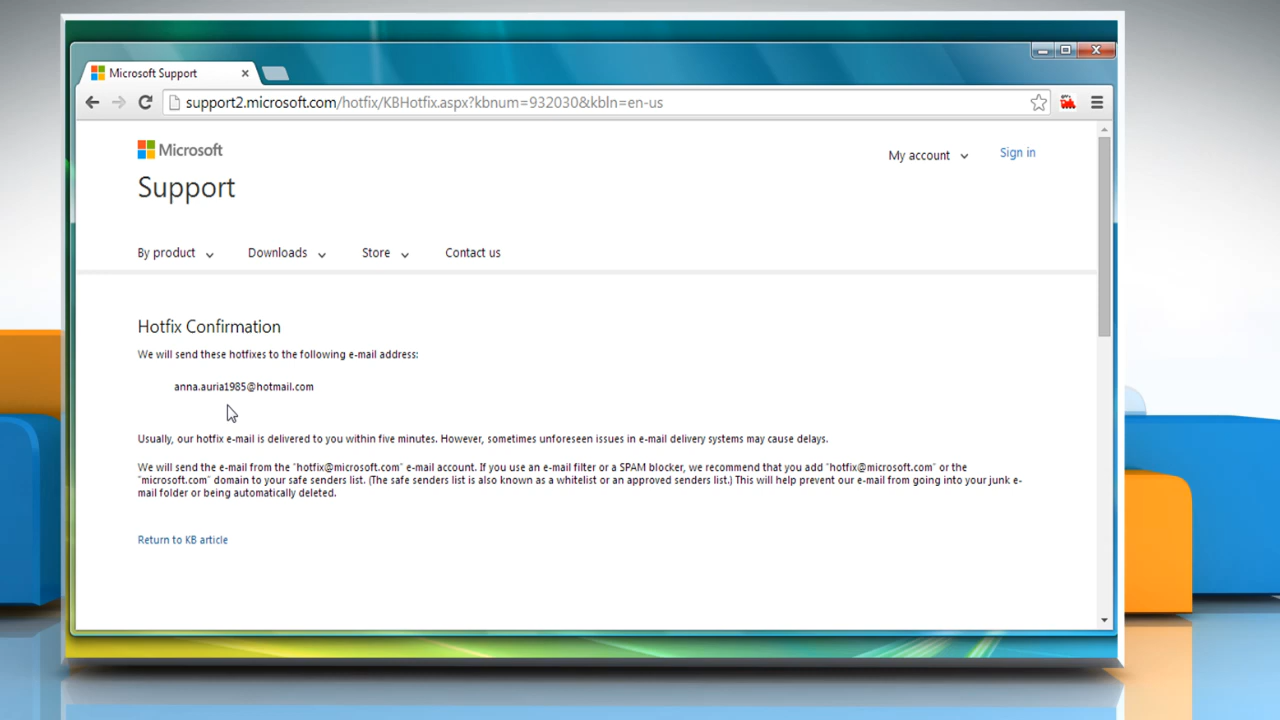 Microsoft Support
support2.microsoft.com/hotfix/KBHotfix.aspx?kbnum=932030&kbln=en-us
Microsoft
My account
Sign in
Support
By product
Downloads
Store
Contact us
Hotfix Confirmation
We will send these hotfixes to the following e-mail address:
anna.auria1985@hotmail.com
Usually, our hotfix e-mail is delivered to you within five minutes. However, sometimes unforeseen issues in e-mail delivery systems may cause delays.
We will send the e-mail from the "hotfix@microsoft.com" e-mail account. If you use an e-mail filter or a SPAM blocker, we recommend that you add "hotfix@microsoft.com" or the
"microsoft.com" domain to your safe senders list. (The safe senders list is also known as a whitelist or an approved senders list.) This will help prevent our e-mail from going into your junk e-
mail folder or being automatically deleted.
Return to KB article